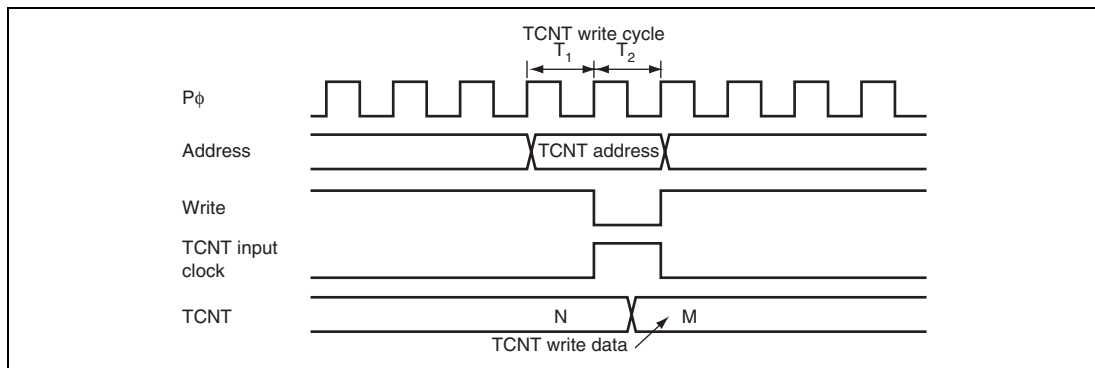 TCNT write cycle
T1 T2
Pϕ
Address
TCNT address
Write
TCNT input
clock
TCNT
N
M
TCNT write data